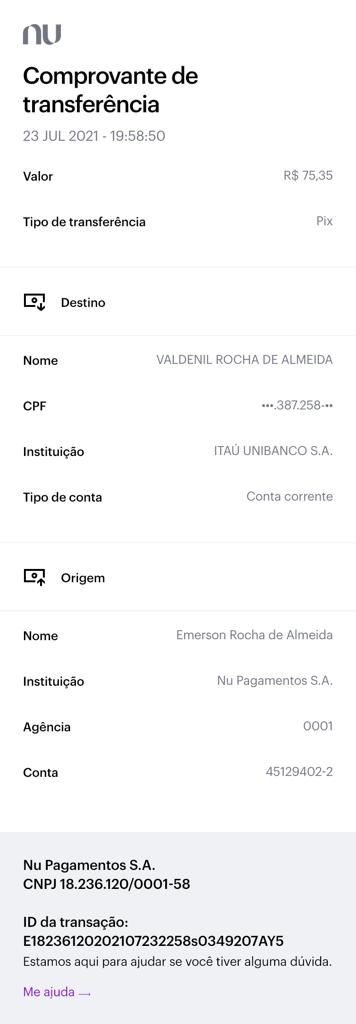 nu
Comprovante de
transferência
23 JUL 2021 - 19:58:50
Valor R$ 75,35
Tipo de transferência Pix
Destino
Nome VALDENIL ROCHA DE ALMEIDA
CPF •••.387.258-••
Instituição ITAÚ UNIBANCO S.A.
Tipo de conta Conta corrente
Origem
Nome Emerson Rocha de Almeida
Instituição Nu Pagamentos S.A.
Agência 0001
Conta 45129402-2
Nu Pagamentos S.A.
CNPJ 18.236.120/0001-58
ID da transação:
E18236120202107232258s0349207AY5
Estamos aqui para ajudar se você tiver alguma dúvida.
Me ajuda →